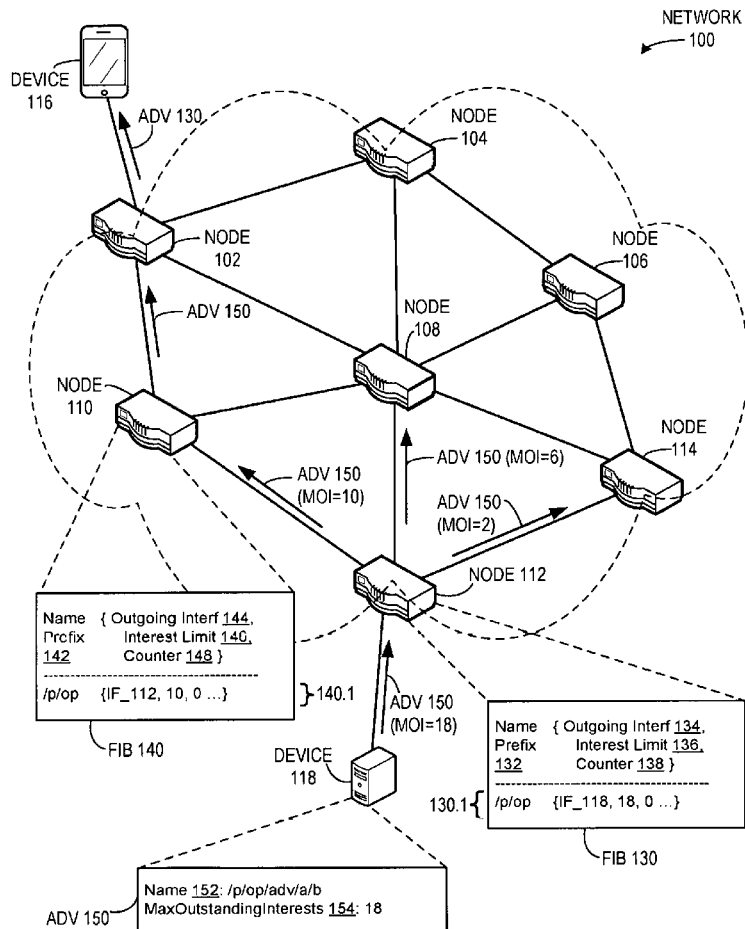 NETWORK
100
DEVICE
116
ADV 130
NODE
104
NODE
102
NODE
106
ADV 150
NODE
108
NODE
110
NODE
114
ADV 150
(MOI=10)
ADV 150 (MOI=6)
ADV 150
(MOI=2)
NODE 112
Name { Outgoing Interf 144,
Prefix Interest Limit 146,
142 Counter 148 }
/p/op {IF_112, 10, 0 ...}
140.1
FIB 140
ADV 150
(MOI=18)
DEVICE
118
Name { Outgoing Interf 134,
Prefix Interest Limit 136,
132 Counter 138 }
/p/op {IF_118, 18, 0 ...}
130.1
FIB 130
Name 152: /p/op/adv/a/b
MaxOutstandingInterests 154: 18
ADV 150